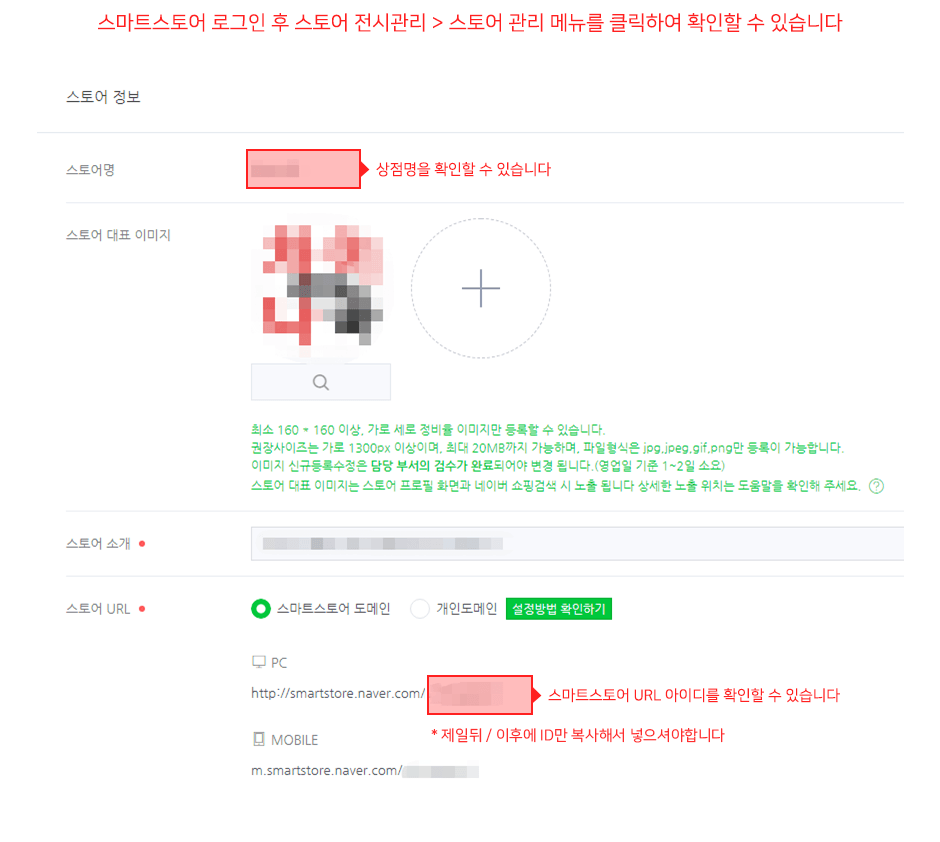 스마트스토어 로그인 후 스토어 전시관리 > 스토어 관리 메뉴를 클릭하여 확인할 수 있습니다
스토어 정보
스토어명
상점명을 확인할 수 있습니다
스토어 대표 이미지
최소 160 * 160 이상, 가로 세로 정비율 이미지만 등록할 수 있습니다.
권장사이즈는 가로 1300px 이상이며, 최대 20MB까지 가능하며, 파일형식은 jpg,jpeg,gif,png만 등록이 가능합니다.
이미지 신규등록수정은 담당 부서의 검수가 완료되어야 변경 됩니다.(영업일 기준 1~2일 소요)
스토어 대표 이미지는 스토어 프로필 화면과 네이버 쇼핑검색 시 노출 됩니다 상세한 노출 위치는 도움말을 확인해 주세요. ?
스토어 소개
스토어 URL
스마트스토어 도메인 개인도메인 설정방법 확인하기
PC
http://smartstore.naver.com/
스마트스토어 URL 아이디를 확인할 수 있습니다
* 제일뒤 / 이후에 ID만 복사해서 넣으셔야합니다
MOBILE
m.smartstore.naver.com/